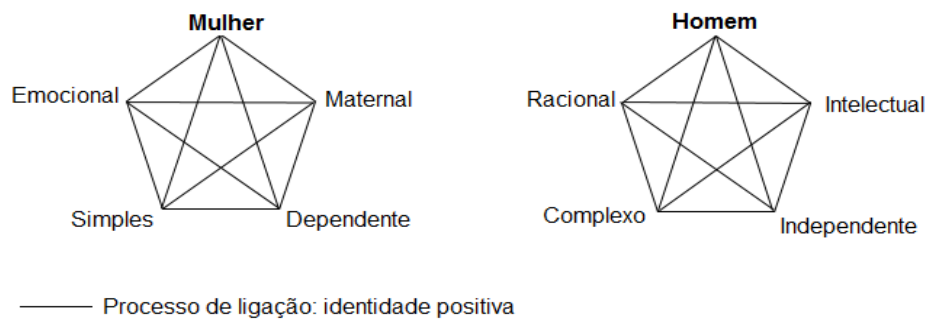 Mulher
Emocional
Maternal
Simples
Dependente
Homem
Racional
Intelectual
Complexo
Independente
Processo de ligação: identidade positiva